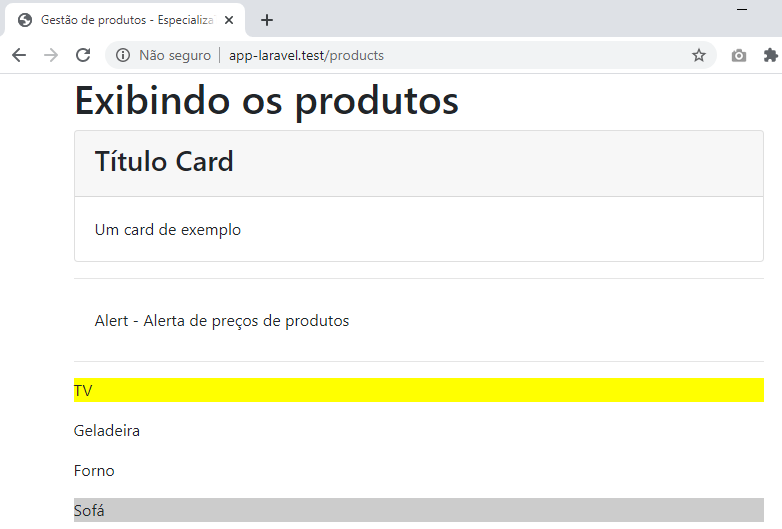 Gestão de produtos - Especializa
Não seguro
app-laravel.test/products
Exibindo os produtos
Título Card
Um card de exemplo
Alert - Alerta de preços de produtos
TV
Geladeira
Forno
Sofá